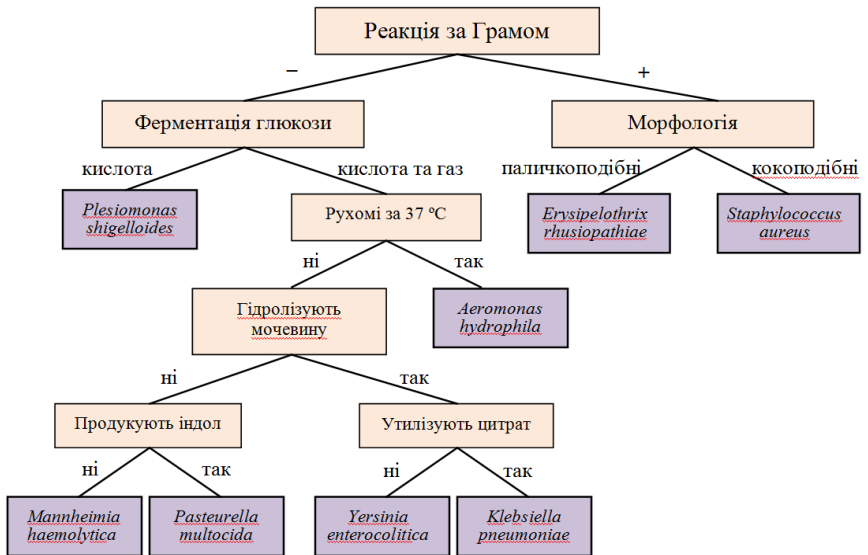 Реакція за Грамом
− +
Ферментація глюкози
Морфологія
кислота
кислота та газ
паличкоподібні
кокоподібні
Plesiomonas
shigelloides
Рухомі за 37 ºС
Erysipelothrix
rhusiopathiae
Staphylococcus
aureus
ні
так
Гідролізують
мочевину
Aeromonas
hydrophila
ні
так
Продукують індол
Утилізують цитрат
ні
так
ні
так
Mannheimia
haemolytica
Pasteurella
multocida
Yersinia
enterocolitica
Klebsiella
pneumoniae